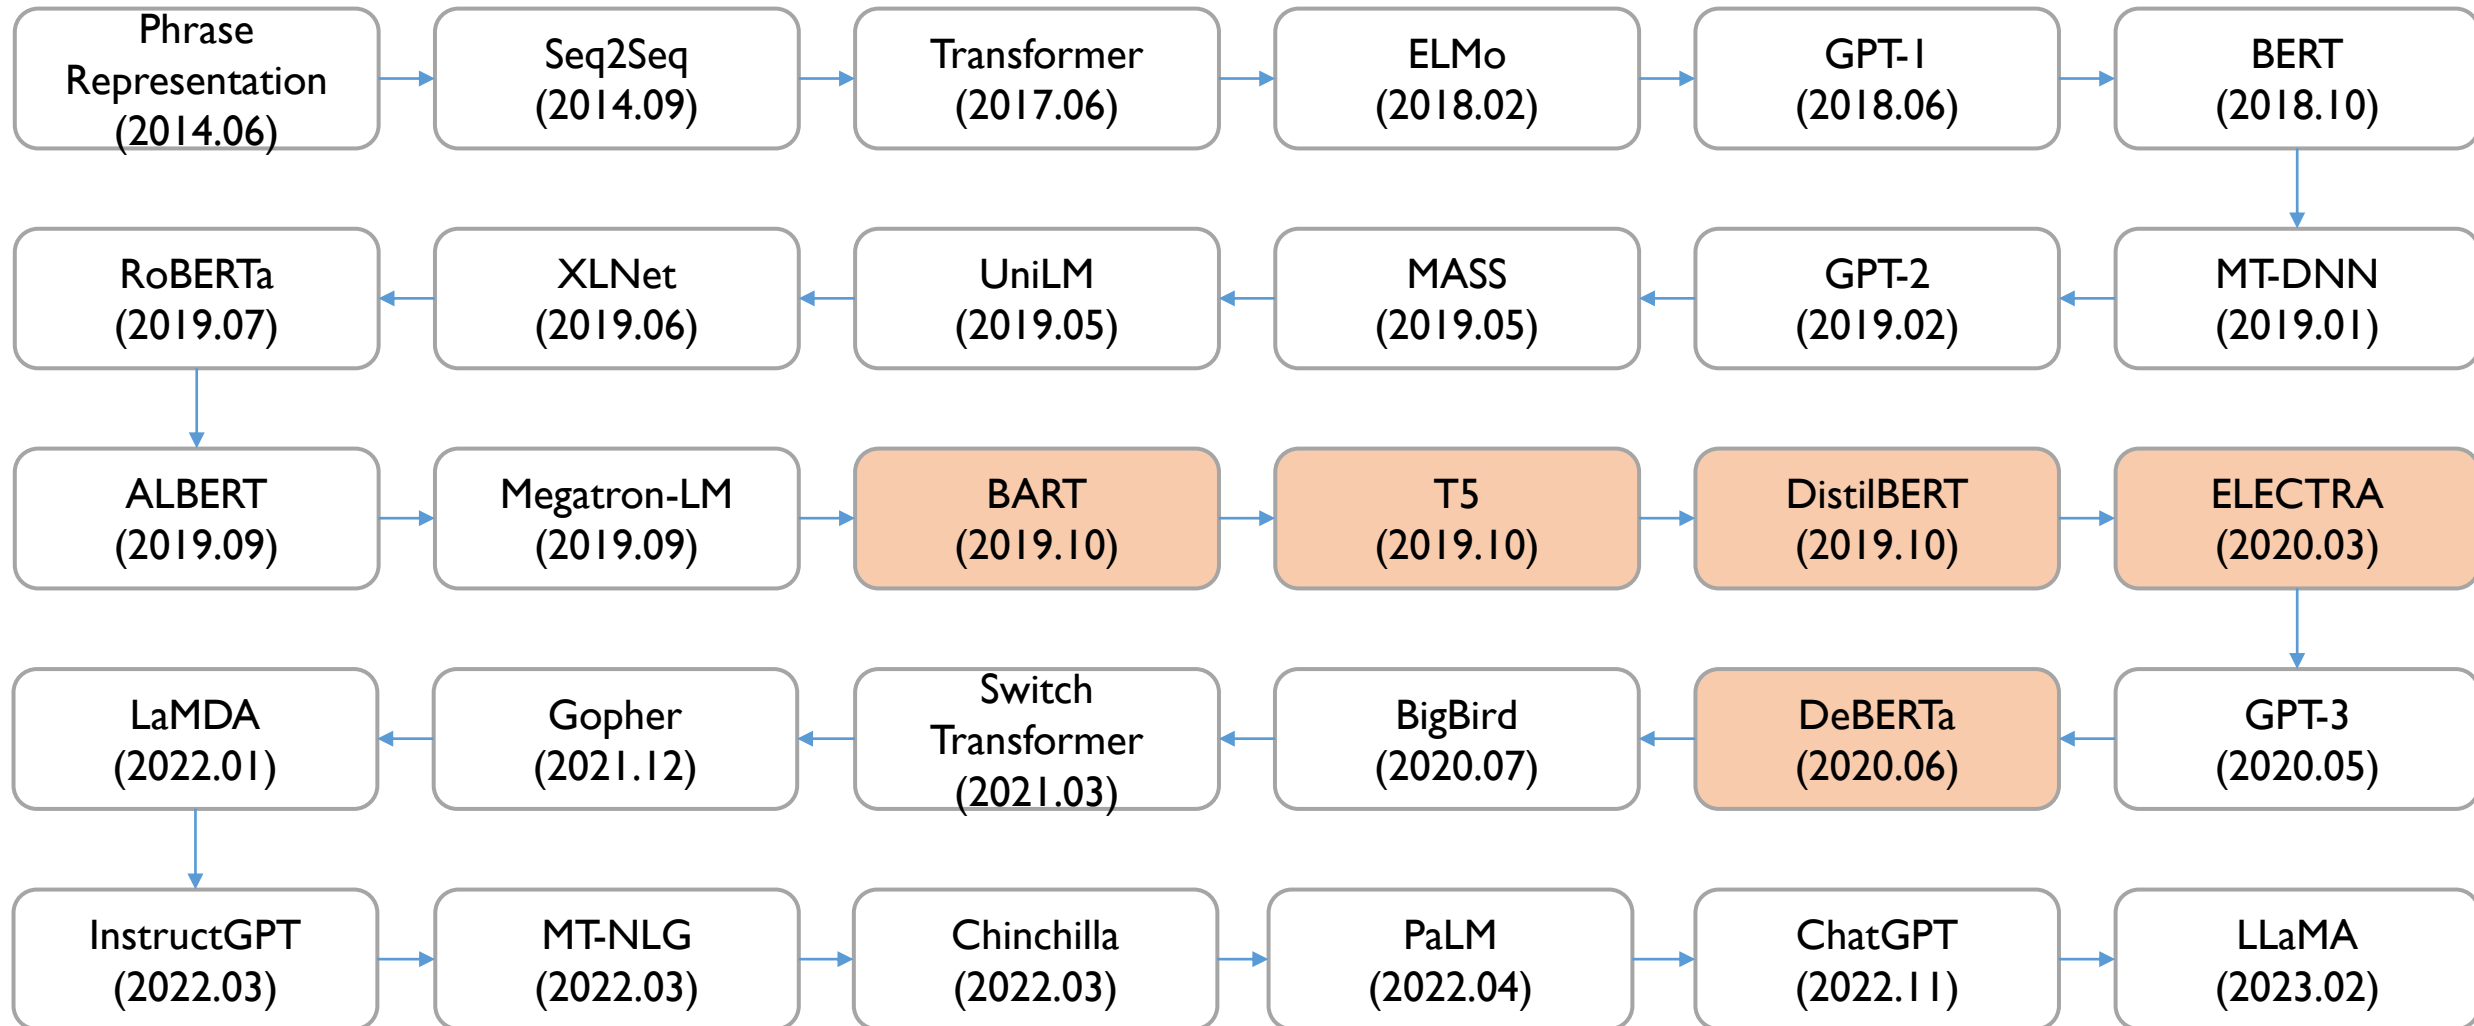 Phrase
Representation
(2014.06)
Seq2Seq
(2014.09)
Transformer
(2017.06)
ELMo
(2018.02)
GPT-1
(2018.06)
BERT
(2018.10)
RoBERTa
(2019.07)
XLNet
(2019.06)
UniLM
(2019.05)
MASS
(2019.05)
GPT-2
(2019.02)
MT-DNN
(2019.01)
ALBERT
(2019.09)
Megatron-LM
(2019.09)
BART
(2019.10)
T5
(2019.10)
DistilBERT
(2019.10)
ELECTRA
(2020.03)
LaMDA
(2022.01)
Gopher
(2021.12)
Switch
Transformer
(2021.03)
BigBird
(2020.07)
DeBERTa
(2020.06)
GPT-3
(2020.05)
InstructGPT
(2022.03)
MT-NLG
(2022.03)
Chinchilla
(2022.03)
PaLM
(2022.04)
ChatGPT
(2022.11)
LLaMA
(2023.02)